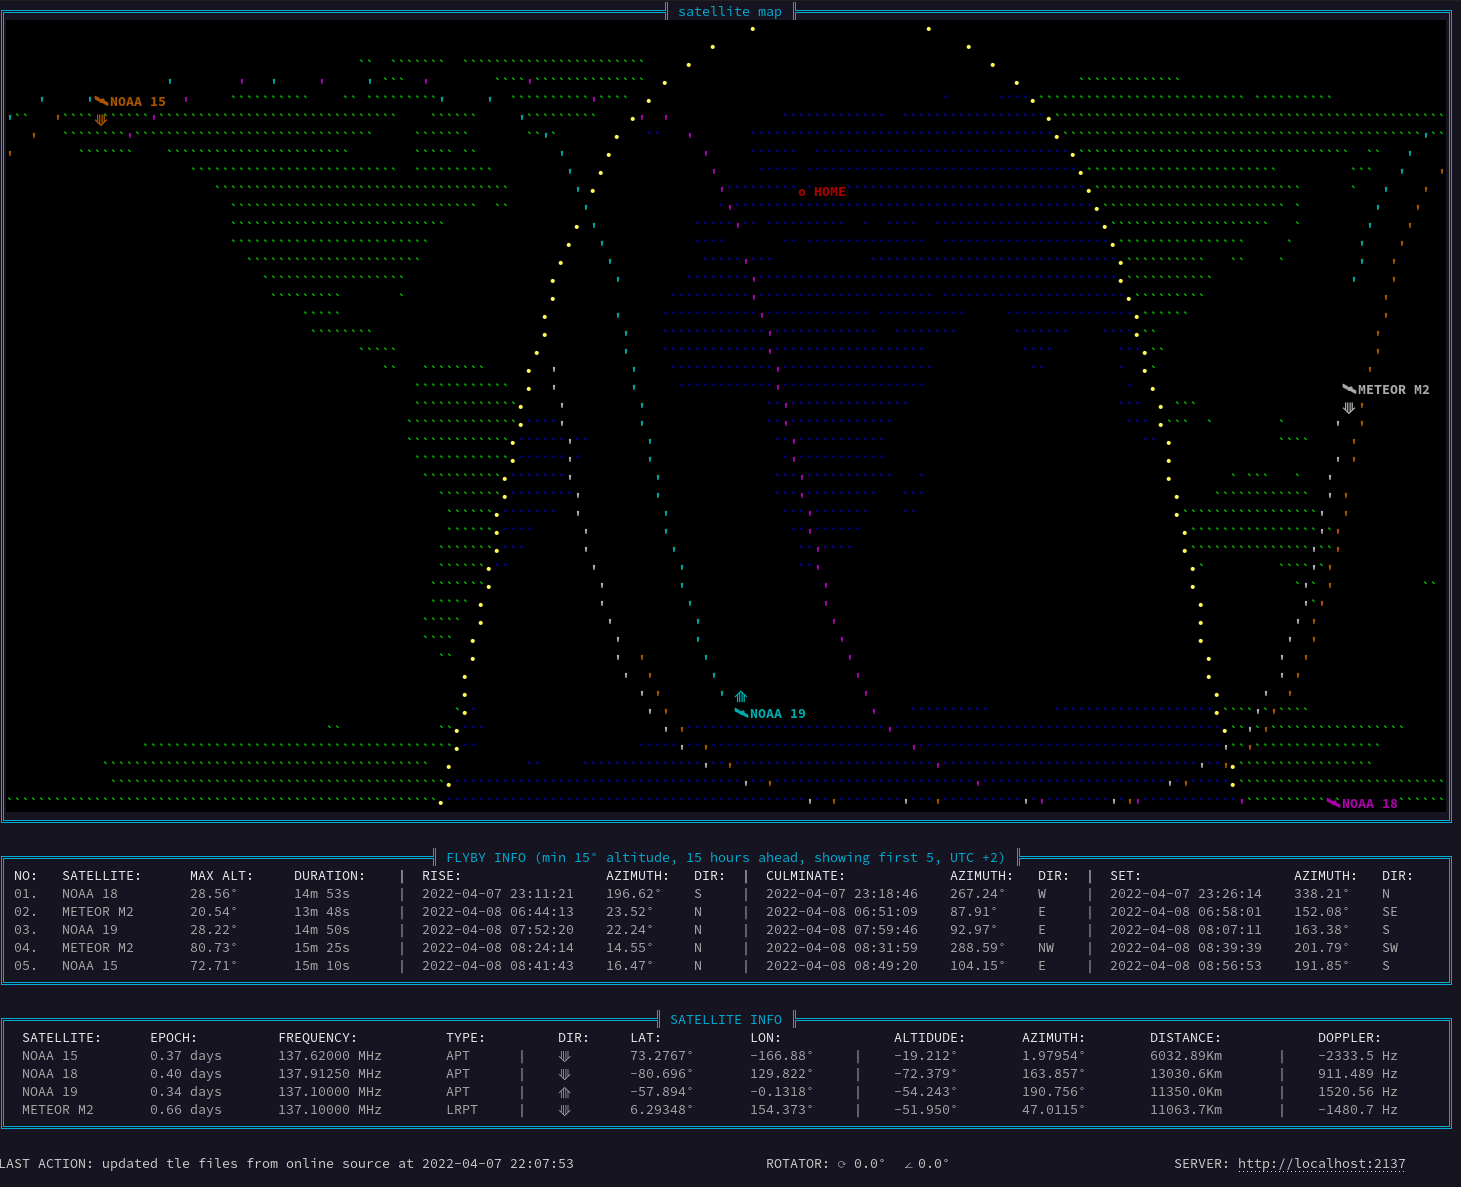 satellite map
NOAA 15
HOME
METEOR M2
NOAA 19
NOAA 18
FLYBY INFO (min 15° altitude, 15 hours ahead, showing first 5, UTC +2)
NO: SATELLITE: MAX ALT: DURATION: | RISE: AZIMUTH: DIR: | CULMINATE: AZIMUTH: DIR: | SET: AZIMUTH: DIR:
01. NOAA 18 28.56° 14m 53s | 2022-04-07 23:11:21 196.62° S | 2022-04-07 23:18:46 267.24° W | 2022-04-07 23:26:14 338.21° N
02. METEOR M2 20.54° 13m 48s | 2022-04-08 06:44:13 23.52° N | 2022-04-08 06:51:09 87.91° E | 2022-04-08 06:58:01 152.08° SE
03. NOAA 19 28.22° 14m 50s | 2022-04-08 07:52:20 22.24° N | 2022-04-08 07:59:46 92.97° E | 2022-04-08 08:07:11 163.38° S
04. METEOR M2 80.73° 15m 25s | 2022-04-08 08:24:14 14.55° N | 2022-04-08 08:31:59 288.59° NW | 2022-04-08 08:39:39 201.79° SW
05. NOAA 15 72.71° 15m 10s | 2022-04-08 08:41:43 16.47° N | 2022-04-08 08:49:20 104.15° E | 2022-04-08 08:56:53 191.85° S
SATELLITE INFO
SATELLITE: EPOCH: FREQUENCY: TYPE: DIR: LAT: LON: ALTIDUDE: AZIMUTH: DISTANCE: DOPPLER:
NOAA 15 0.37 days 137.62000 MHz APT | ⤋ 73.2767° -166.88° | -19.212° 1.97954° 6032.89Km | -2333.5 Hz
NOAA 18 0.40 days 137.91250 MHz APT | ⤋ -80.696° 129.822° | -72.379° 163.857° 13030.6Km | 911.489 Hz
NOAA 19 0.34 days 137.10000 MHz APT | ⤊ -57.894° -0.1318° | -54.243° 190.756° 11350.0Km | 1520.56 Hz
METEOR M2 0.66 days 137.10000 MHz LRPT | ⤋ 6.29348° 154.373° | -51.950° 47.0115° 11063.7Km | -1480.7 Hz
LAST ACTION: updated tle files from online source at 2022-04-07 22:07:53 ROTATOR: ⟳ 0.0° ∠ 0.0° SERVER: http://localhost:2137